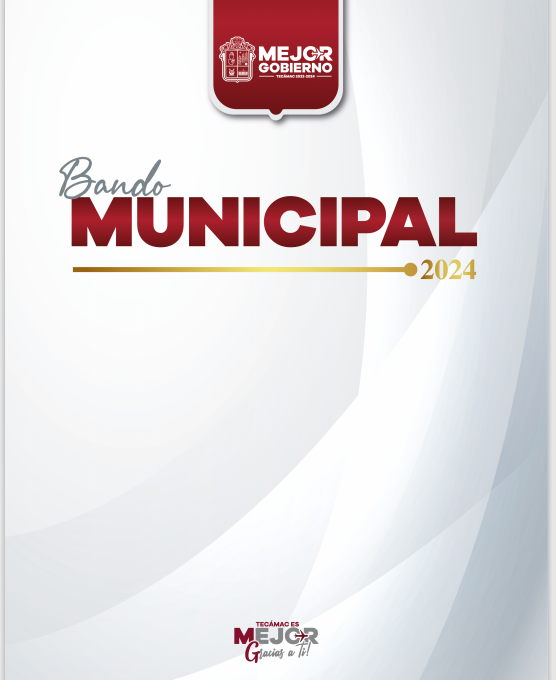 MEJOR
GOBIERNO
TECÁMAC 2022-2024
Bando
MUNICIPAL
2024
TECÁMAC ES
MEJOR
Gracias a Ti!